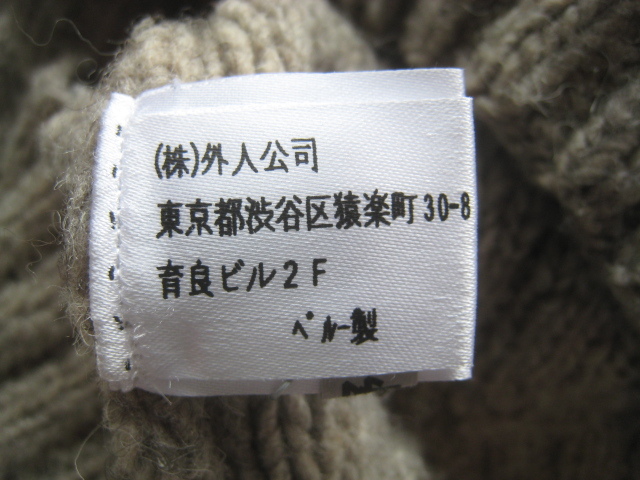 (株)外人公司
東京都渋谷区猿楽町30-8
育良ビル2F
ペルー製